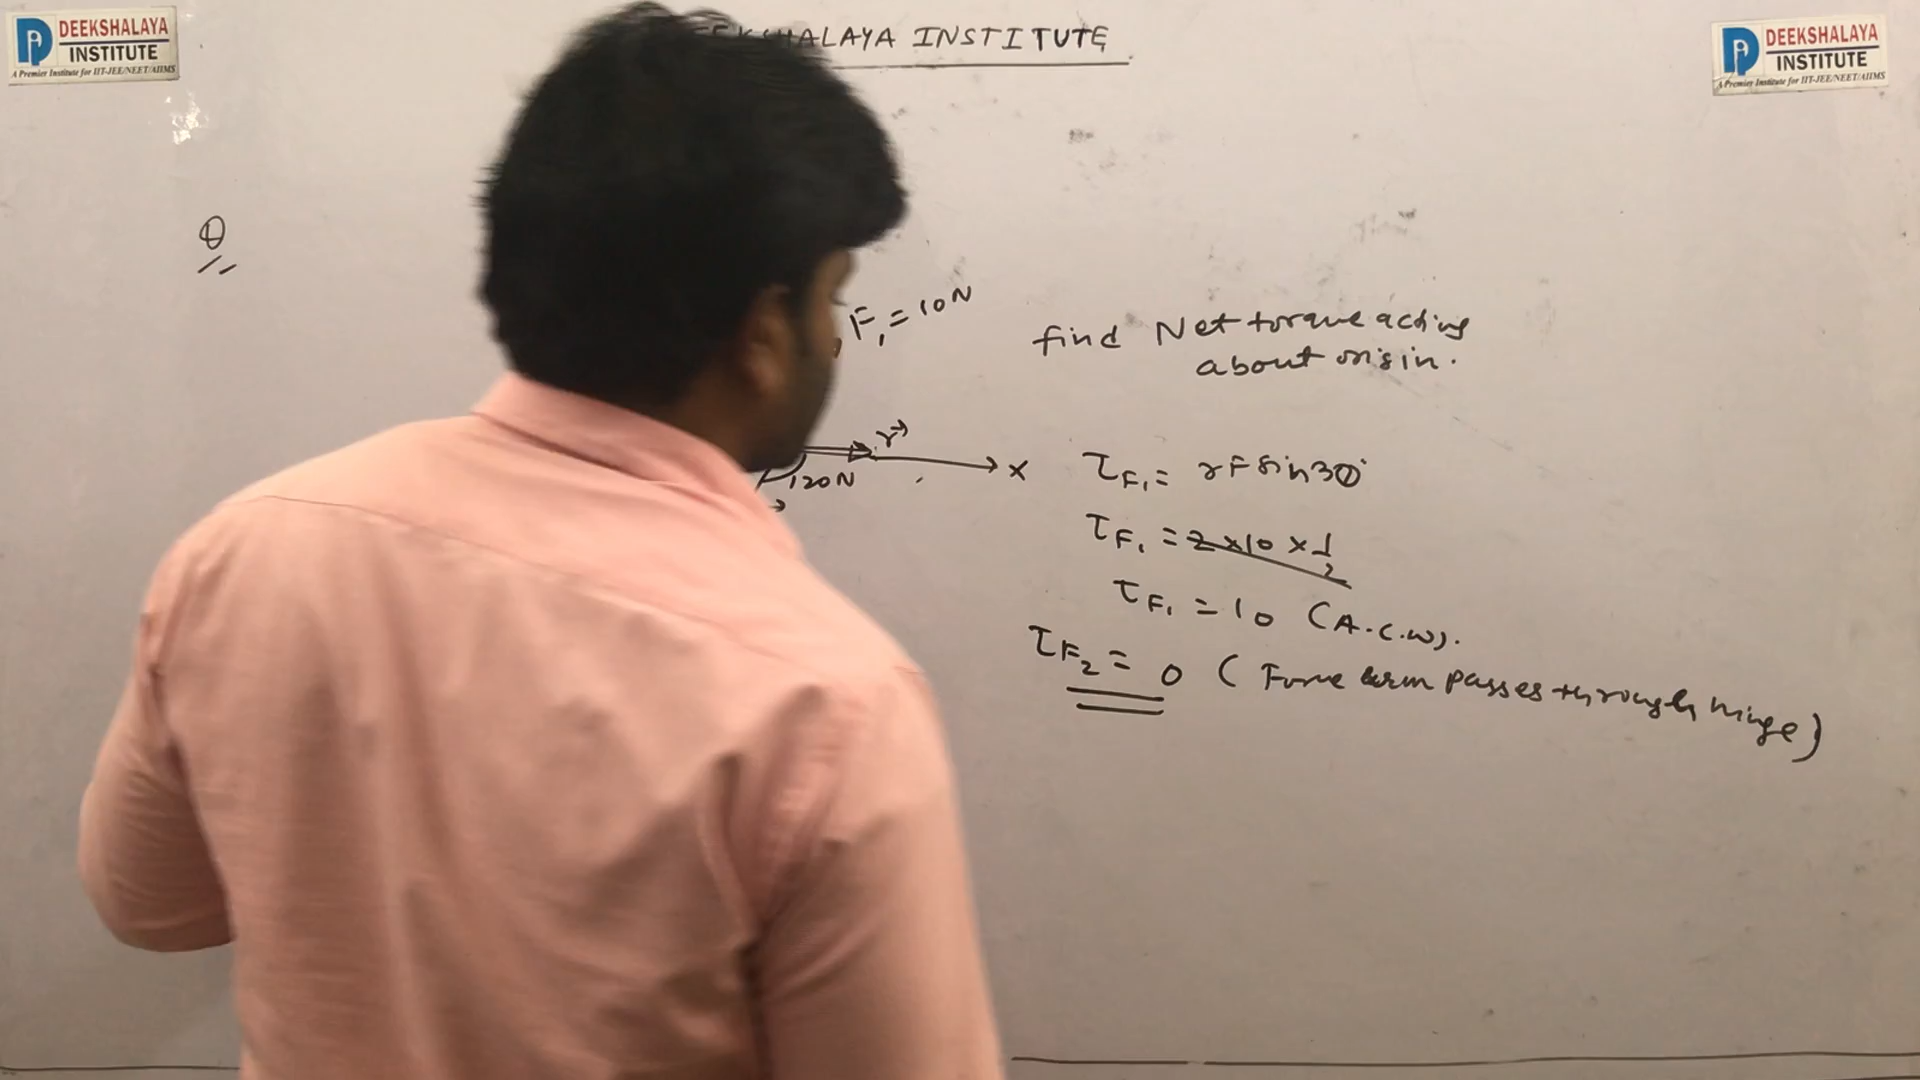 DEEKSHALAYA
INSTITUTE
A Premier Institute for IIT-JEE/NEET/AIIMS
EKSHALAYA INSTITUTE
DEEKSHALAYA
INSTITUTE
A Premier Institute for IIT-JEE/NEET/AIIMS
Q
F₁ = 10 N
find Net torque acting
about origin.
r⃗
x
120N
τF₁ = rF sin30°
τF₁ = 2×10×1/2
τF₁ = 10 (A.C.W).
τF₂ = 0 ( Force passes through hinge)